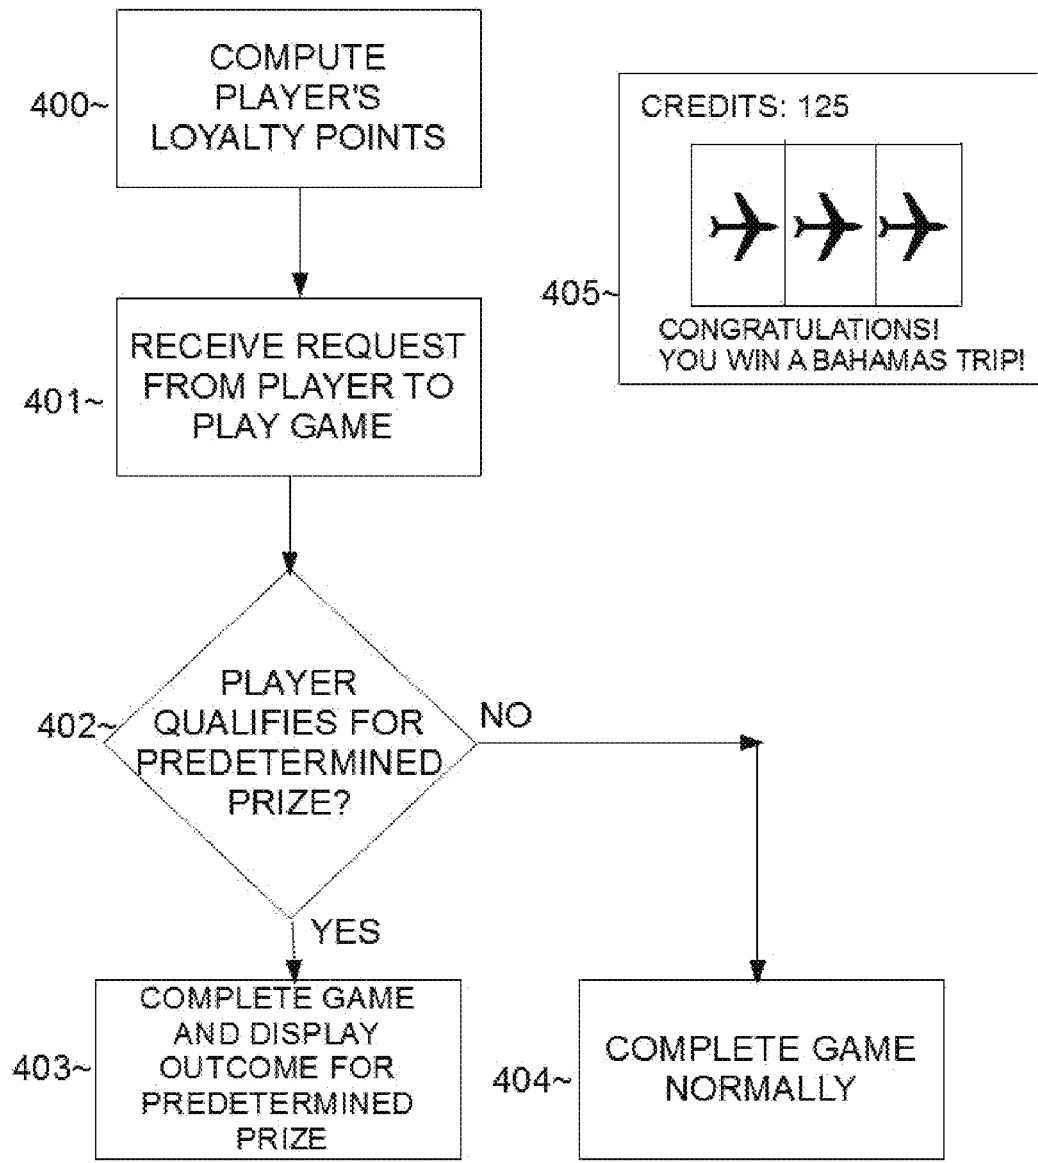 COMPUTE
PLAYER'S
LOYALTY POINTS
400~
CREDITS: 125
405~
CONGRATULATIONS!
YOU WIN A BAHAMAS TRIP!
RECEIVE REQUEST
FROM PLAYER TO
PLAY GAME
401~
PLAYER
QUALIFIES FOR
PREDETERMINED
PRIZE?
402~
NO
YES
COMPLETE GAME
AND DISPLAY
OUTCOME FOR
PREDETERMINED
PRIZE
403~
COMPLETE GAME
NORMALLY
404~